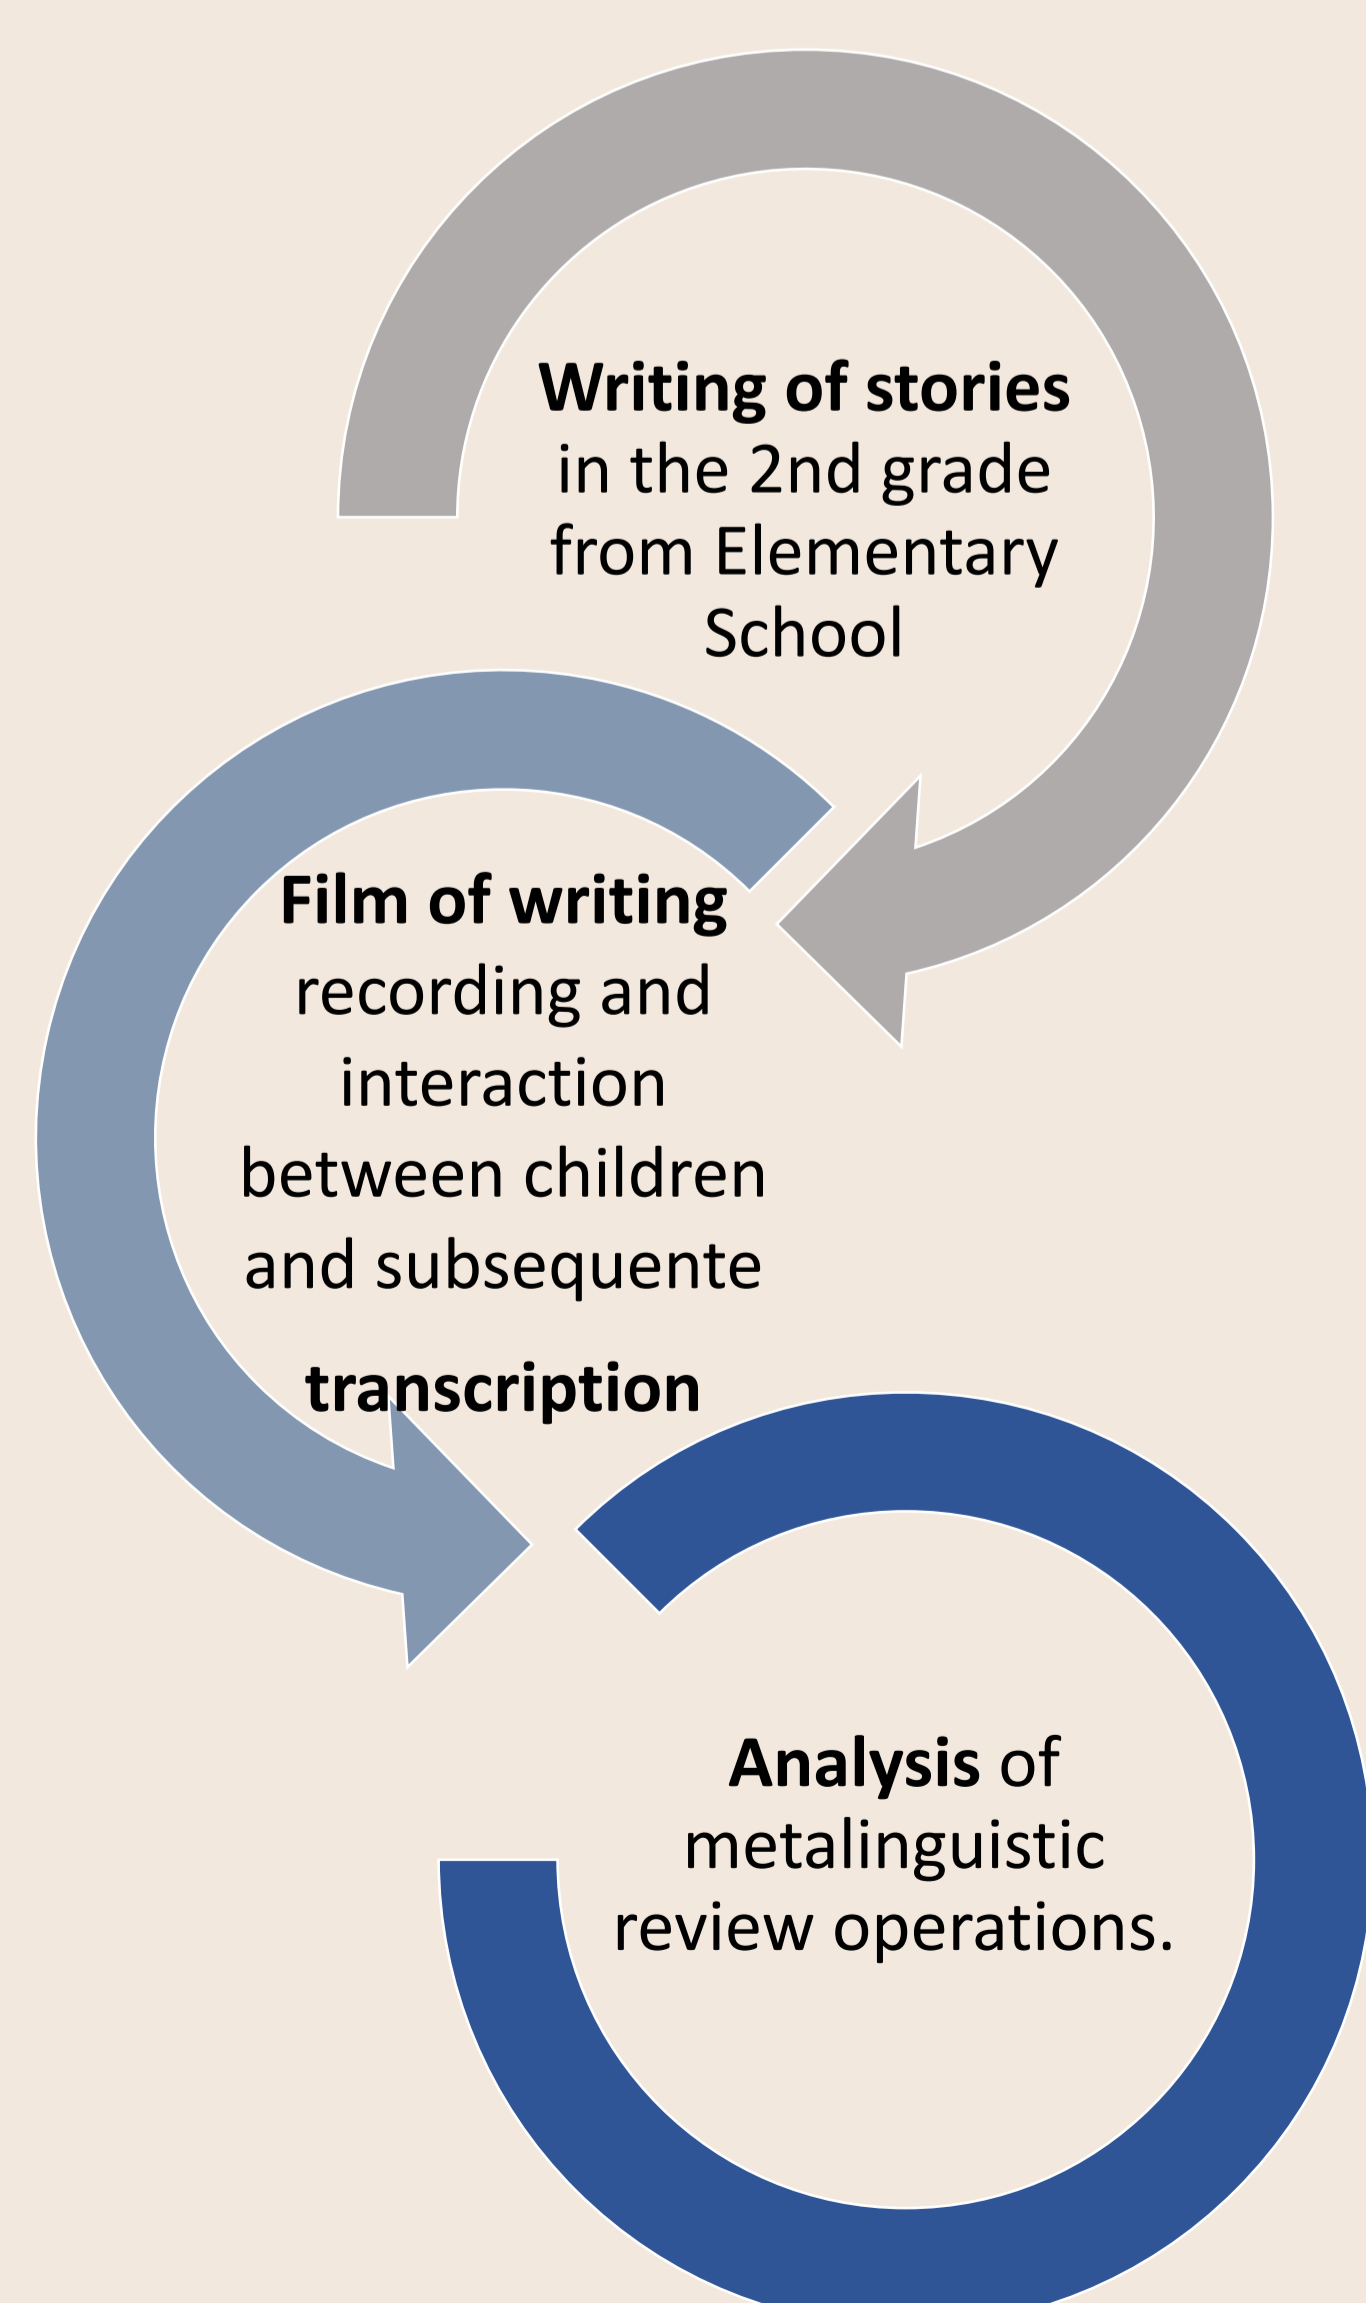 Writing of stories
in the 2nd grade
from Elementary
School
Film of writing
recording and
interaction
between children
and subsequente
transcription
Analysis of
metalinguistic
review operations.